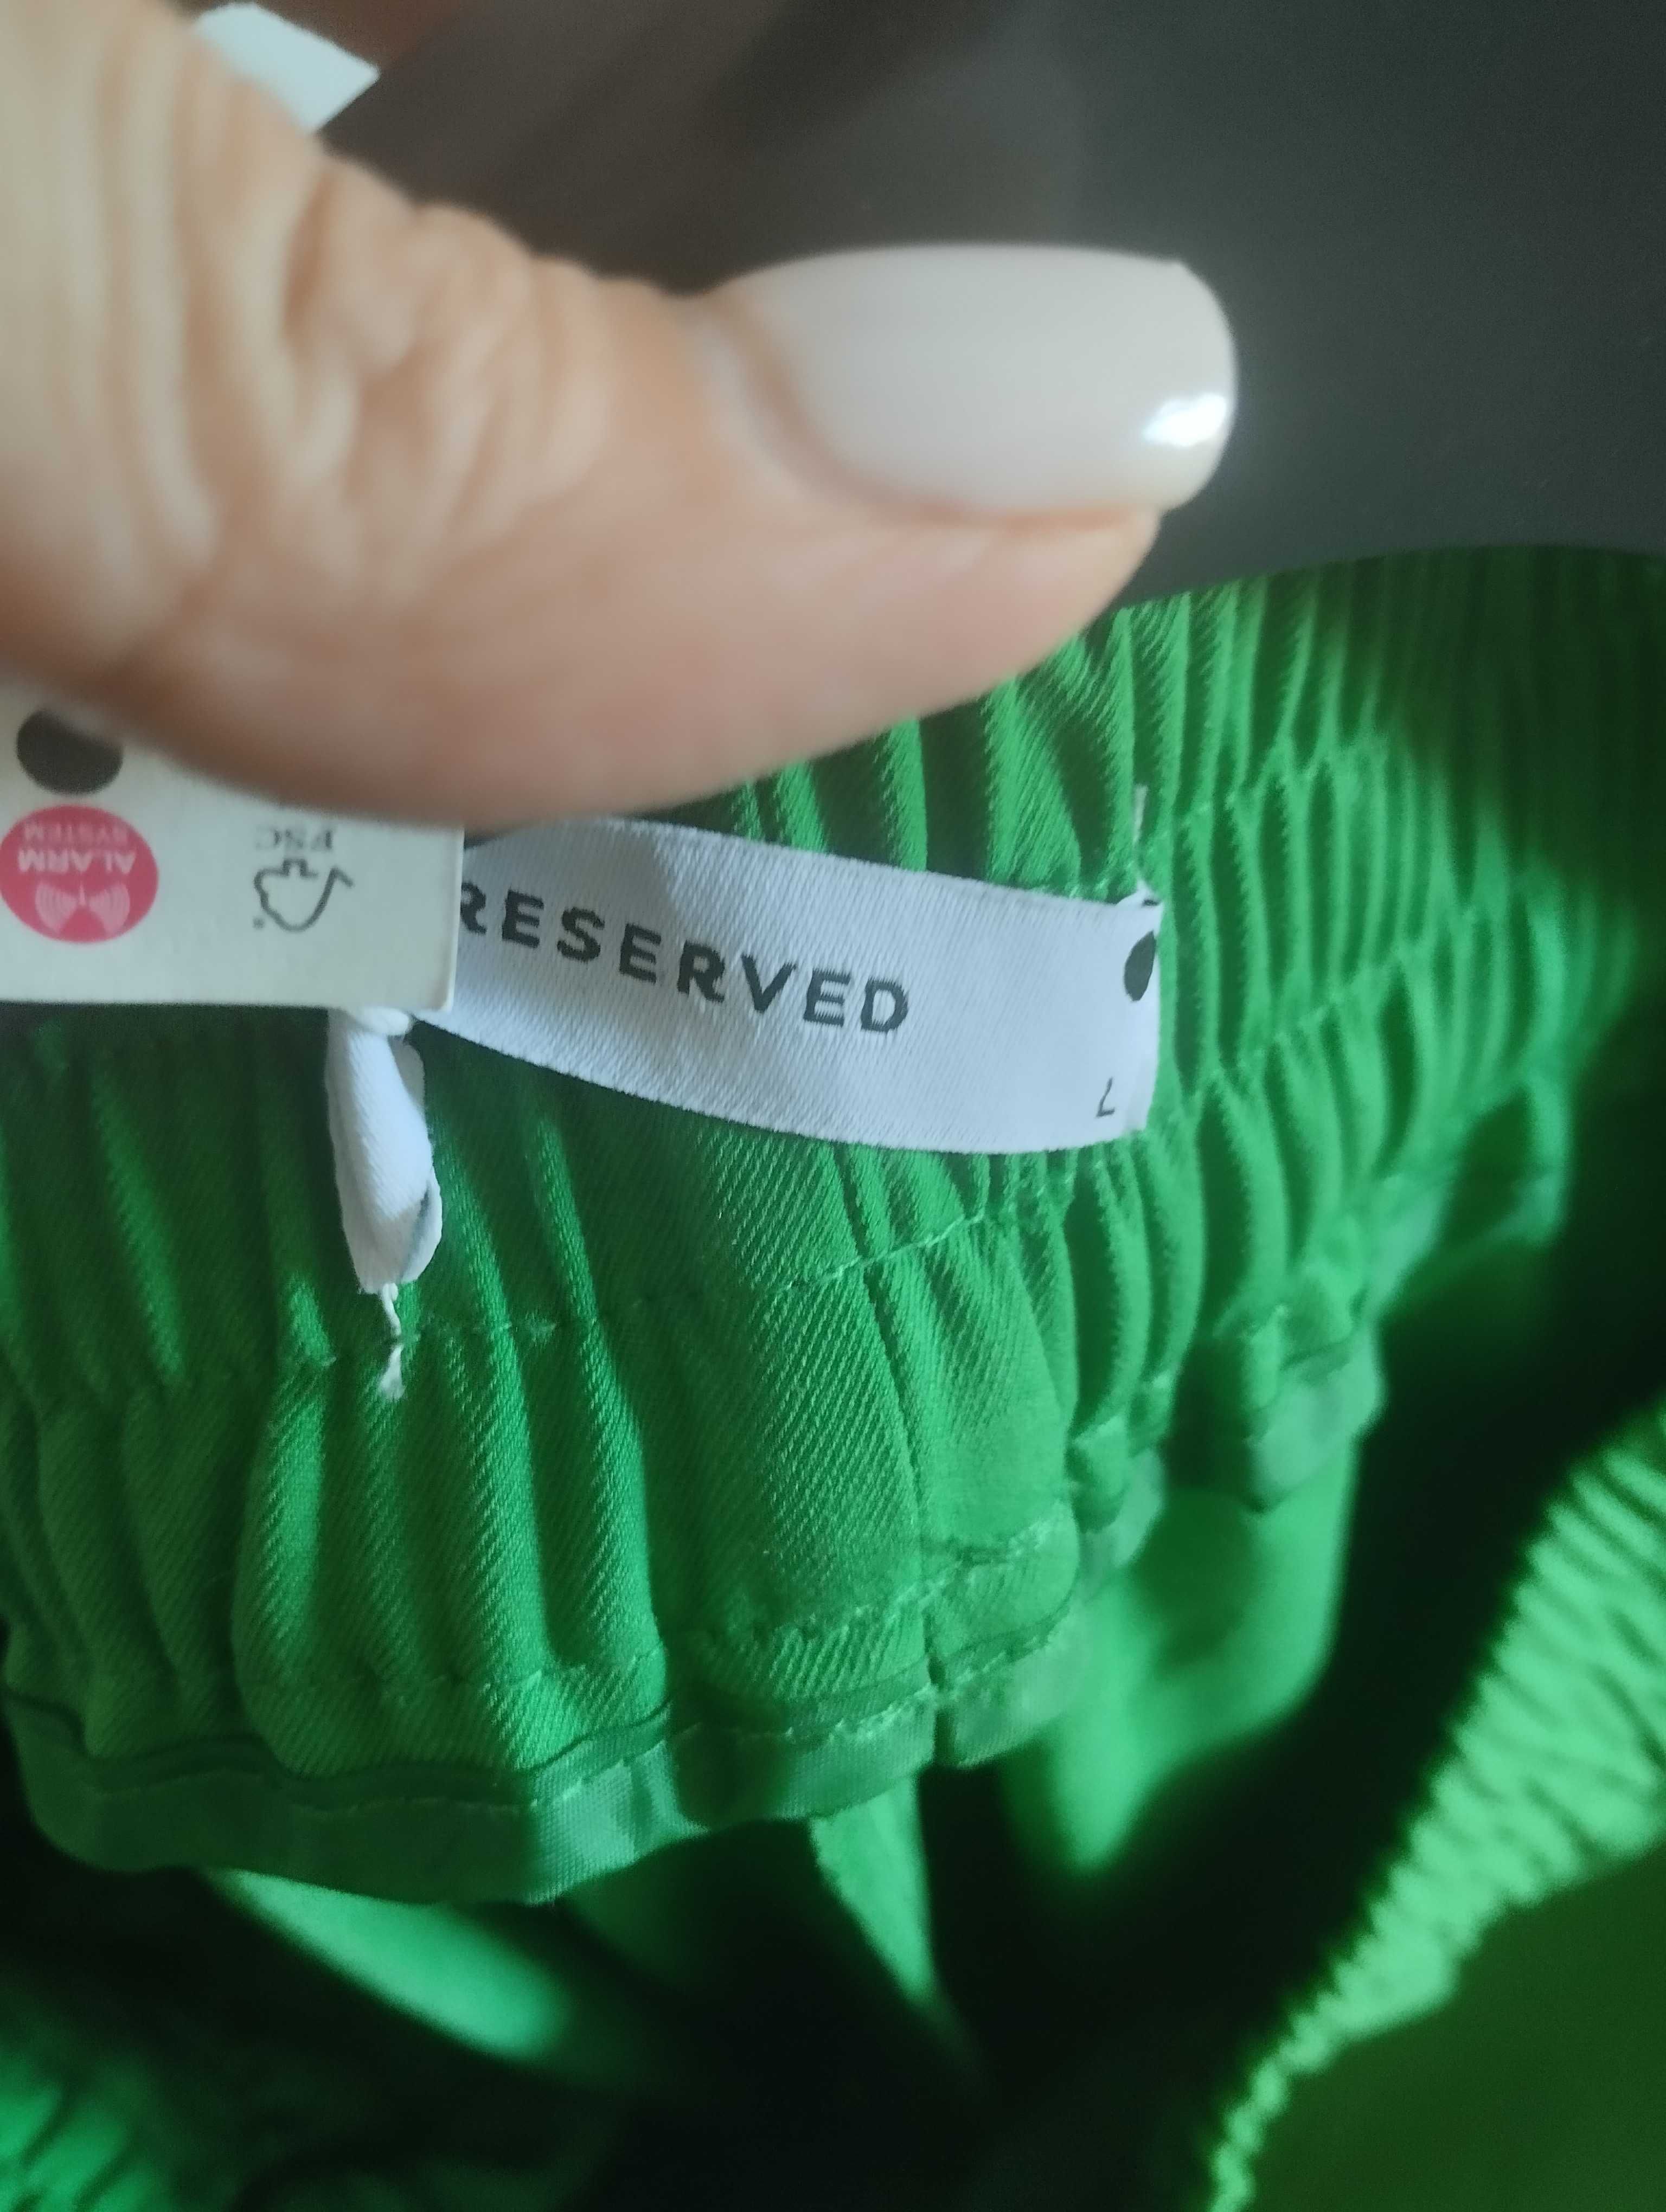 RESERVED
L
ALARM
SYSTEM
FSC